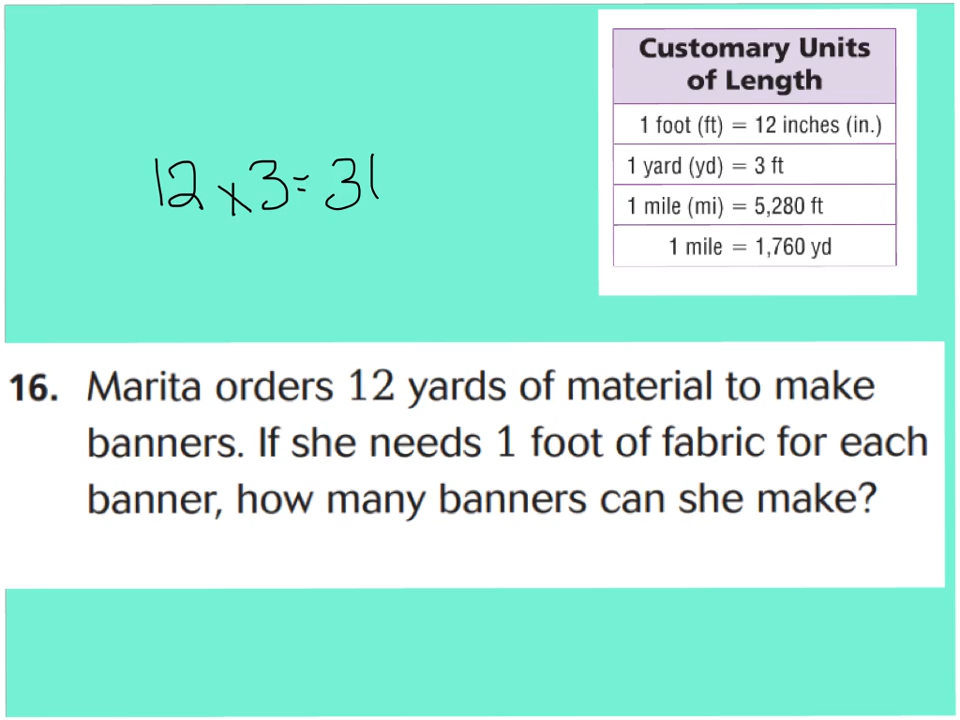 Customary Units
of Length
1 foot (ft) = 12 inches (in.)
1 yard (yd) = 3 ft
1 mile (mi) = 5,280 ft
1 mile = 1,760 yd
12 x 3 = 31
16. Marita orders 12 yards of material to make
banners. If she needs 1 foot of fabric for each
banner, how many banners can she make?